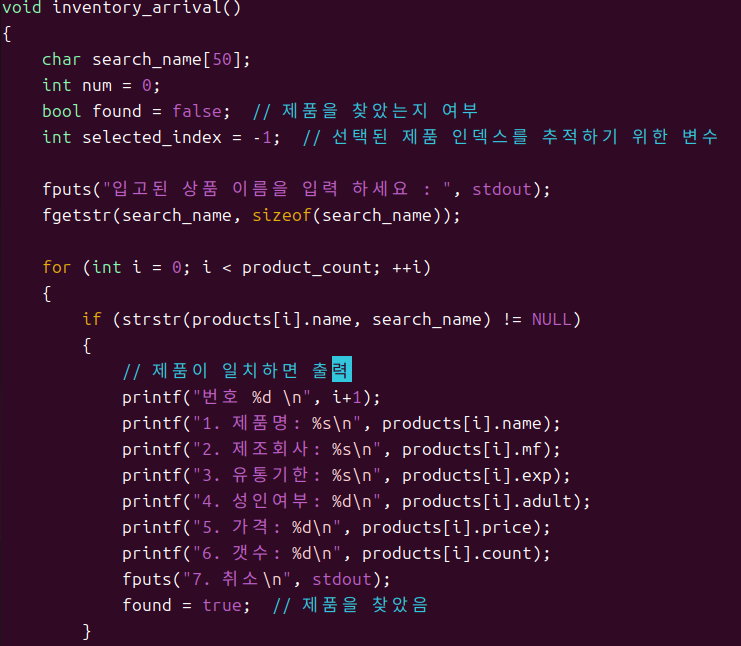 void inventory_arrival()
{
    char search_name[50];
    int num = 0;
    bool found = false;  // 제품을 찾았는지 여부
    int selected_index = -1;  // 선택된 제품 인덱스를 추적하기 위한 변수

    fputs("입고된 상품 이름을 입력 하세요 : ", stdout);
    fgetstr(search_name, sizeof(search_name));

    for (int i = 0; i < product_count; ++i)
    {
        if (strstr(products[i].name, search_name) != NULL)
        {
            // 제품이 일치하면 출력
            printf("번호 %d \n", i+1);
            printf("1. 제품명: %s\n", products[i].name);
            printf("2. 제조회사: %s\n", products[i].mf);
            printf("3. 유통기한: %s\n", products[i].exp);
            printf("4. 성인여부: %d\n", products[i].adult);
            printf("5. 가격: %d\n", products[i].price);
            printf("6. 갯수: %d\n", products[i].count);
            fputs("7. 취소\n", stdout);
            found = true;  // 제품을 찾았음
        }